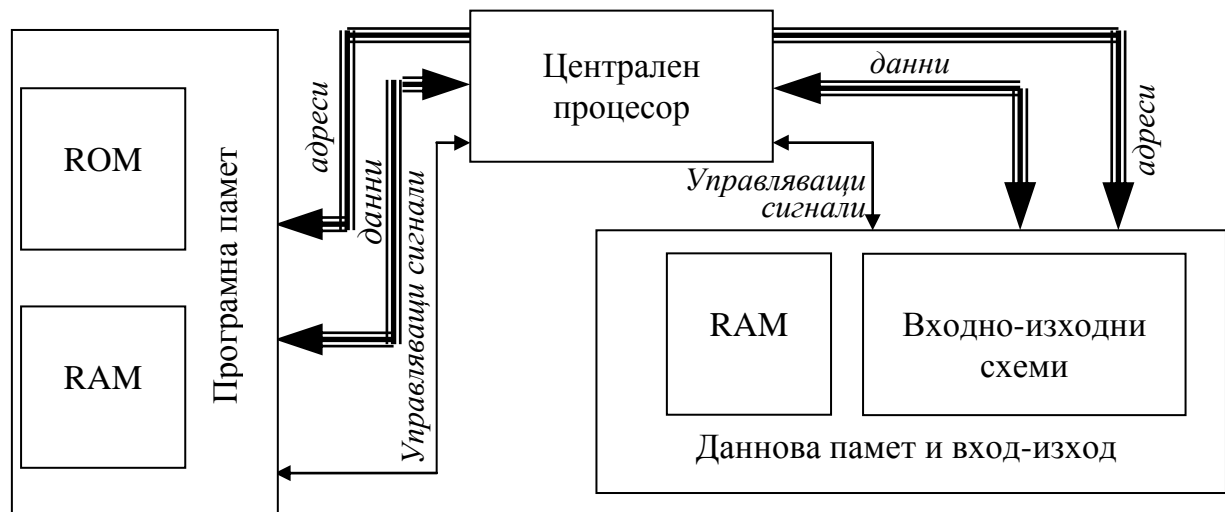 ROM
RAM
Програмна памет
адреси
данни
Управляващи сигнали
Централен
процесор
данни
адреси
Управляващи
сигнали
RAM
Входно-изходни
схеми
Даннова памет и вход-изход